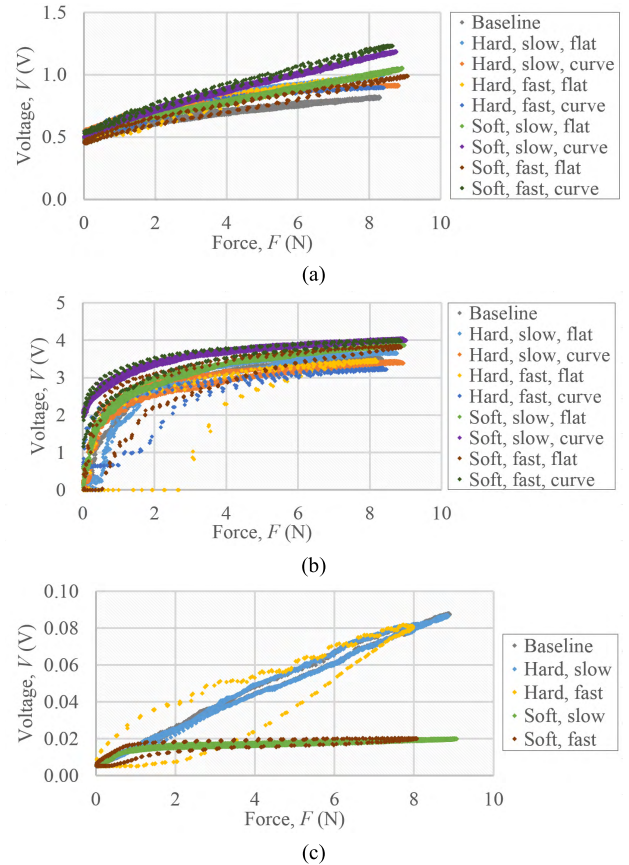 1.5
1.0
0.5
0.0
Voltage, V (V)
0 2 4 6 8 10
Force, F (N)
Baseline
Hard, slow, flat
Hard, slow, curve
Hard, fast, flat
Hard, fast, curve
Soft, slow, flat
Soft, slow, curve
Soft, fast, flat
Soft, fast, curve
(a)
5
4
3
2
1
0
Voltage, V (V)
0 2 4 6 8 10
Force, F (N)
Baseline
Hard, slow, flat
Hard, slow, curve
Hard, fast, flat
Hard, fast, curve
Soft, slow, flat
Soft, slow, curve
Soft, fast, flat
Soft, fast, curve
(b)
0.10
0.08
0.06
0.04
0.02
0.00
Voltage, V (V)
0 2 4 6 8 10
Force, F (N)
Baseline
Hard, slow
Hard, fast
Soft, slow
Soft, fast
(c)